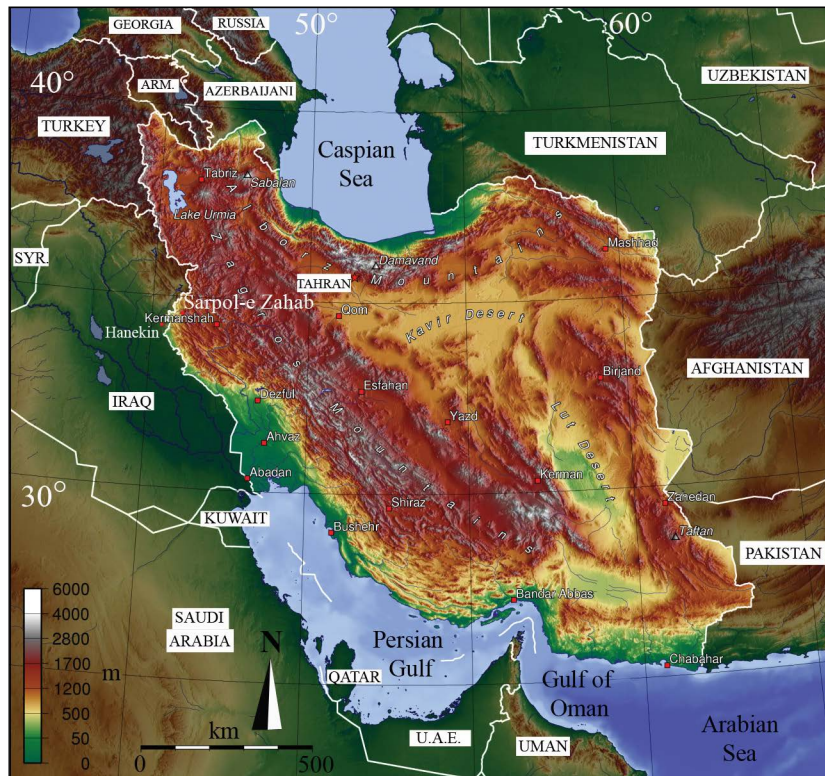 GEORGIA
RUSSIA
50°
60°
40°
ARM.
AZERBAIJANI
UZBEKISTAN
TURKEY
TURKMENISTAN
Caspian
Sea
Tabriz
Sabalan
Lake Urmia
Alborz Mountains
Mashhad
SYR.
Damavand
TAHRAN
Sarpol-e Zahab
Qom
Kermanshah
Hanekin
Kavir Desert
Zagros Mountains
AFGHANISTAN
Birjand
IRAQ
Dezful
Esfahan
Yazd
Lut Desert
Ahvaz
Abadan
Kerman
30°
Shiraz
Zahedan
KUWAIT
Bushehr
Taftan
PAKISTAN
6000
4000
2800
1700
1200
500
50
0
m
Bandar Abbas
SAUDI
ARABIA
N
Persian
Gulf
Chabahar
QATAR
Gulf of
Oman
Arabian
Sea
km
0
500
U.A.E.
UMAN